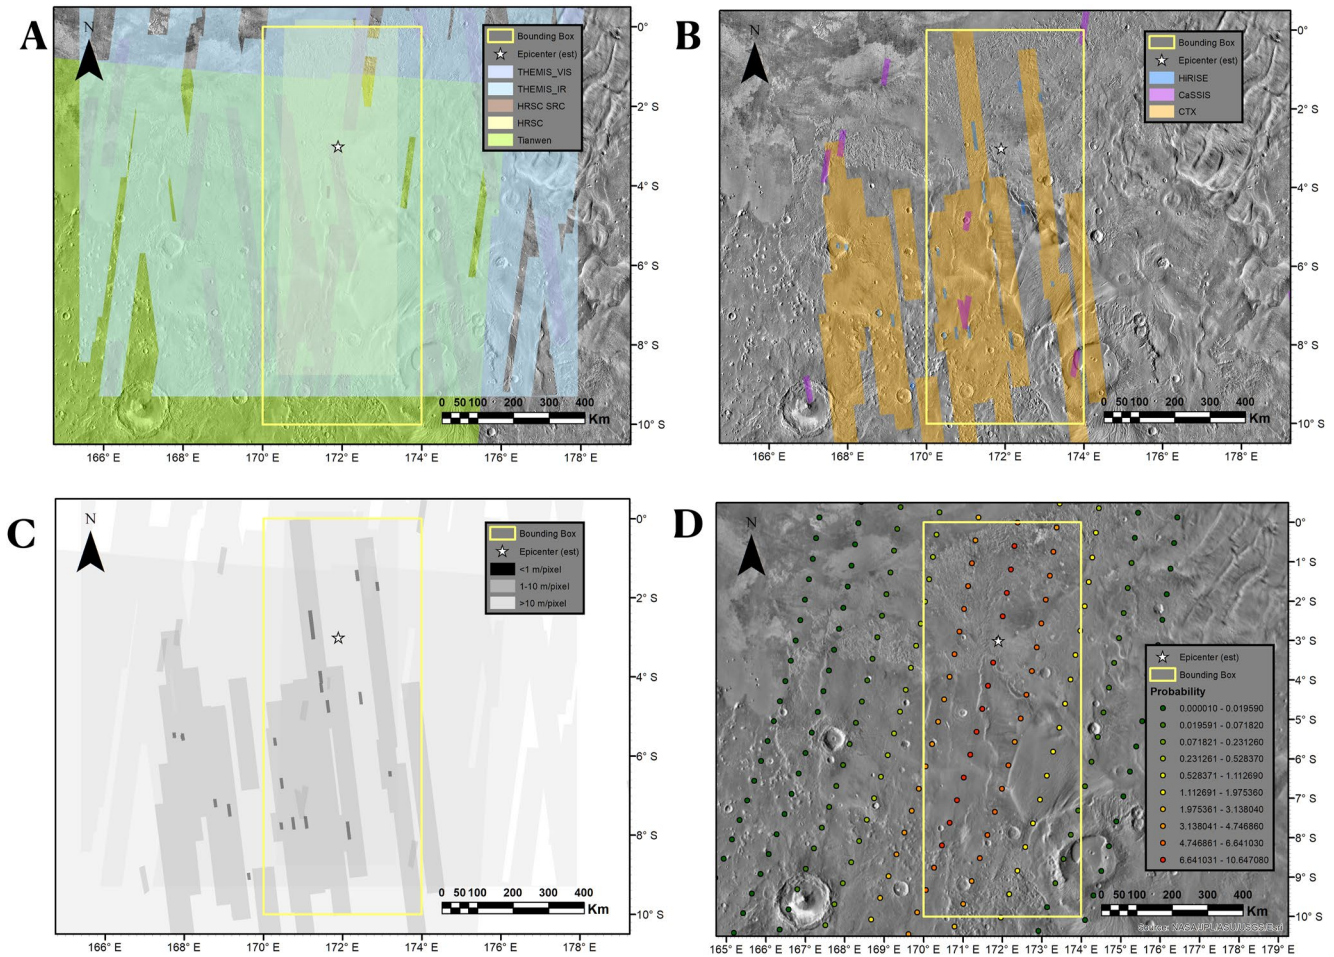 A
N
Bounding Box
Epicenter (est)
THEMIS_VIS
THEMIS_IR
HRSC SRC
HRSC
Tianwen
0°
2° S
4° S
6° S
8° S
10° S
0 50 100 200 300 400
Km
166° E 168° E 170° E 172° E 174° E 176° E 178° E
B
N
Bounding Box
Epicenter (est)
HiRISE
CaSSIS
CTX
0°
2° S
4° S
6° S
8° S
10° S
0 50 100 200 300 400
Km
166° E 168° E 170° E 172° E 174° E 176° E 178° E
C
N
Bounding Box
Epicenter (est)
<1 m/pixel
1-10 m/pixel
>10 m/pixel
0°
2° S
4° S
6° S
8° S
10° S
0 50 100 200 300 400
Km
166° E 168° E 170° E 172° E 174° E 176° E 178° E
D
N
Epicenter (est)
Bounding Box
Probability
0.000010 - 0.019590
0.019591 - 0.071820
0.071821 - 0.231260
0.231261 - 0.528370
0.528371 - 1.112690
1.112691 - 1.975360
1.975361 - 3.138040
3.138041 - 4.746860
4.746861 - 6.641030
6.641031 - 10.647080
0°
1° S
2° S
3° S
4° S
5° S
6° S
7° S
8° S
9° S
10° S
0 50 100 200 300 400
Km
Source: NASA/JPL/ASU/USGS/Esri
165° E 166° E 167° E 168° E 169° E 170° E 171° E 172° E 173° E 174° E 175° E 176° E 177° E 178° E 179° E